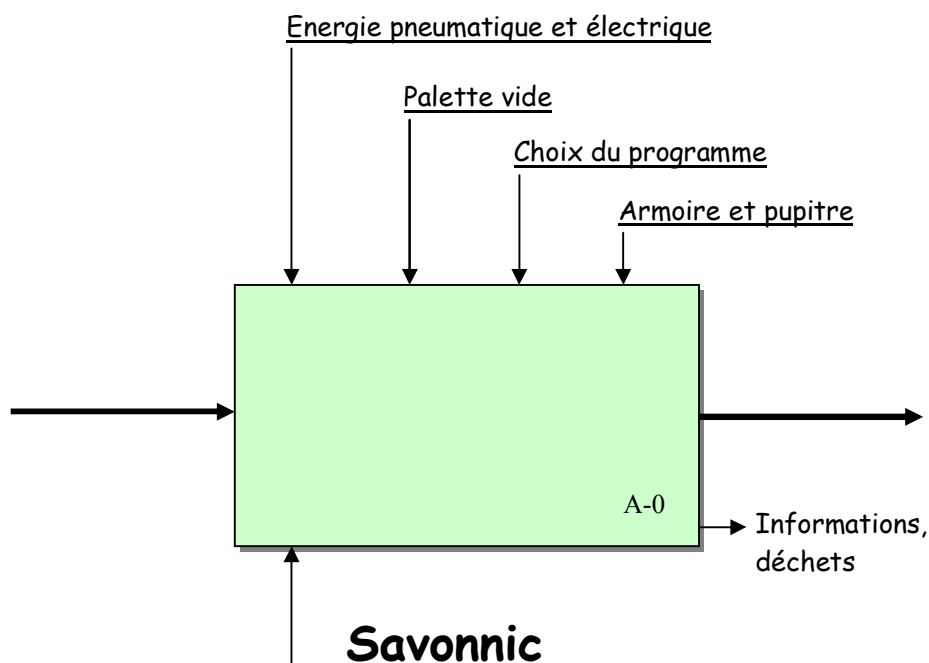 Energie pneumatique et électrique
Palette vide
Choix du programme
Armoire et pupitre
A-0
Informations,
déchets
Savonnic